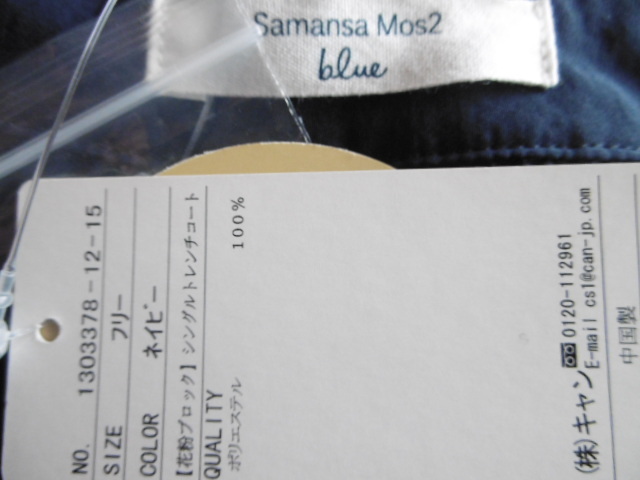 Samansa Mos2
blue
NO. 1303378-12-15
SIZE フリー
COLOR ネイビー
【花粉ブロック】シングルトレンチコート
QUALITY
ポリエステル 100%
(株)キャン 0120-112961
E-mail cs1@can-jp.com
中国製